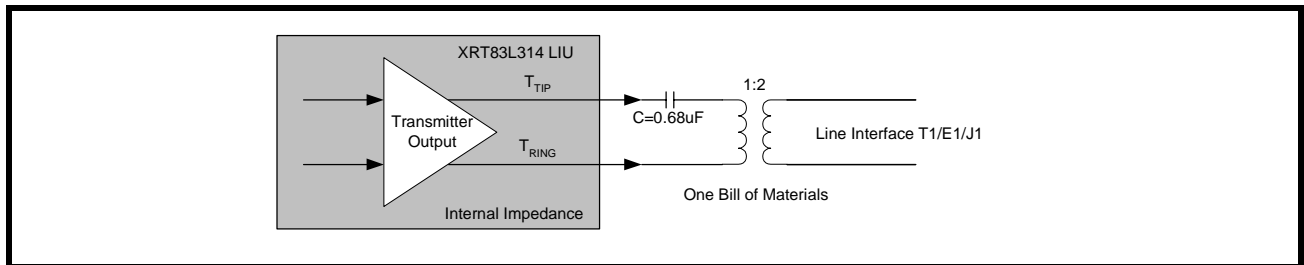 XRT83L314 LIU
TTIP
1:2
C=0.68uF
Transmitter
Output
Line Interface T1/E1/J1
TRING
One Bill of Materials
Internal Impedance